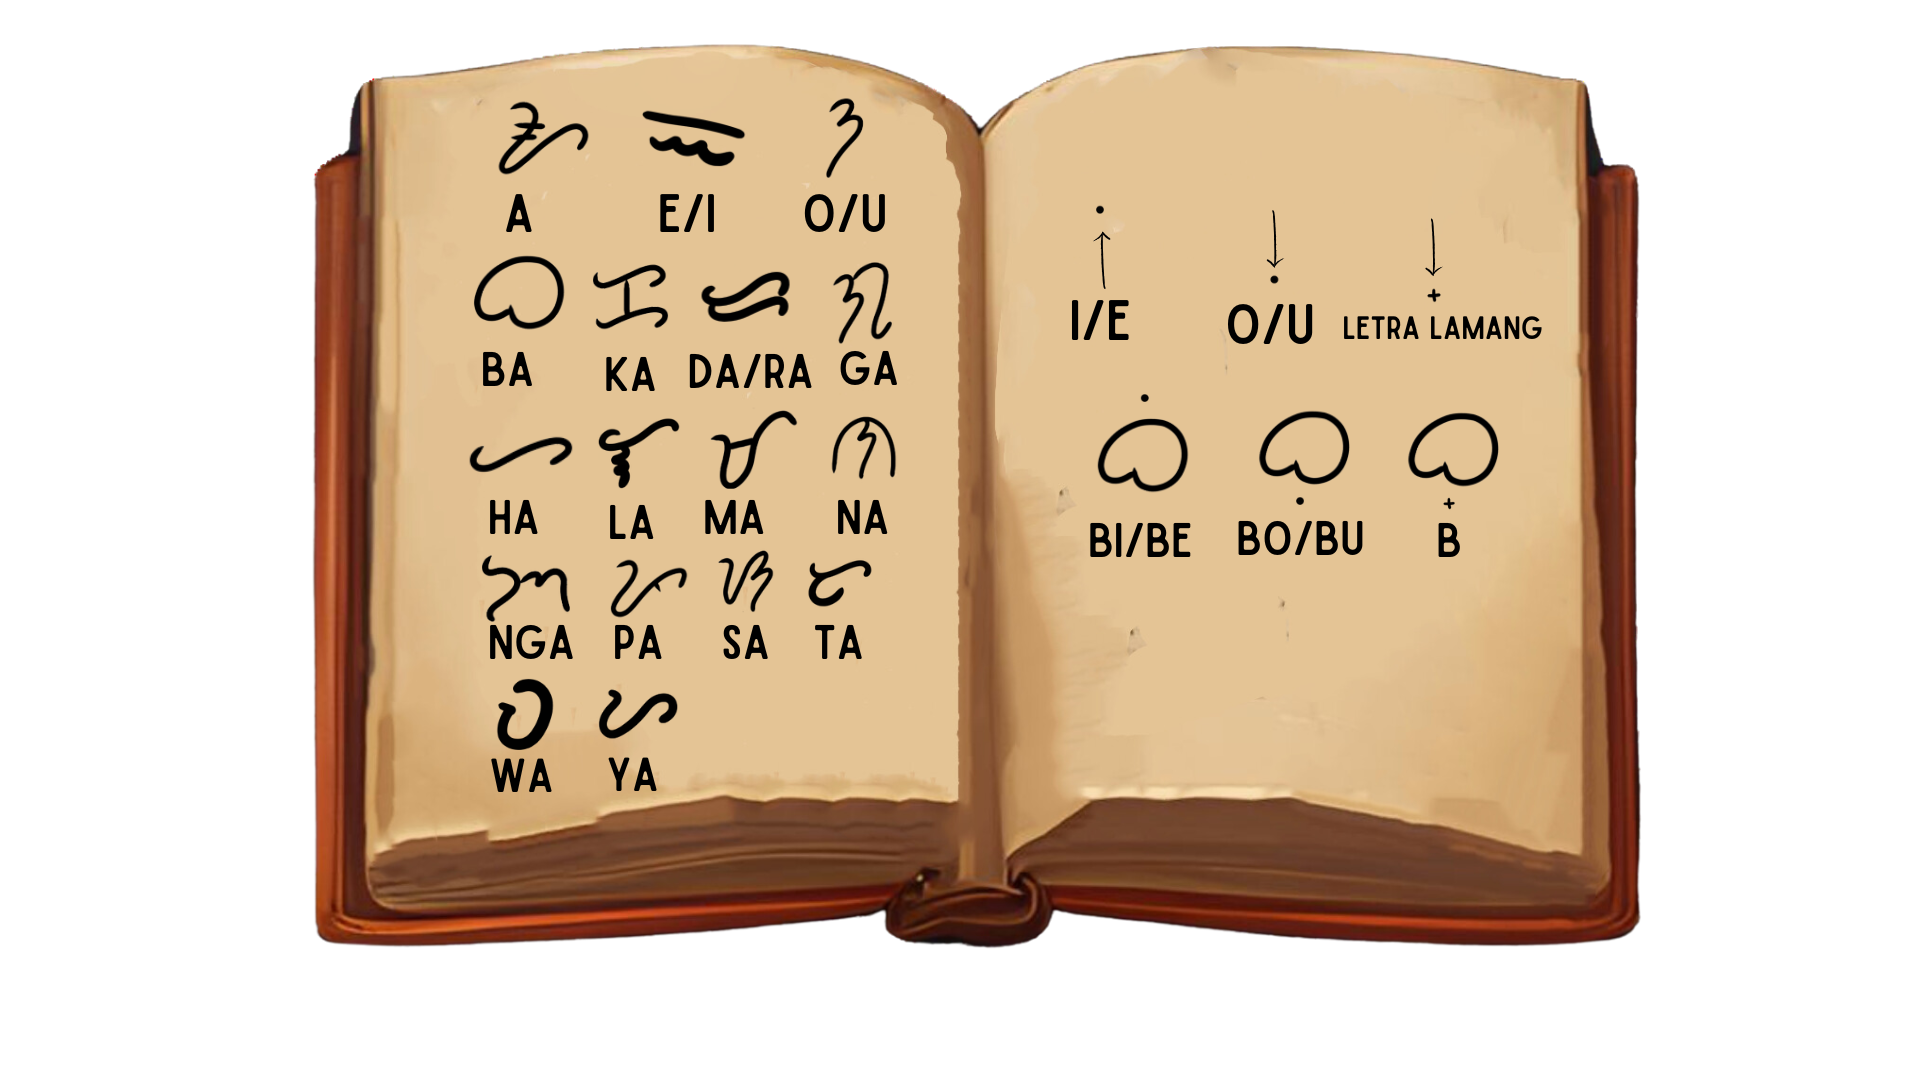 ᜀ ᜁ ᜂ
A E/I O/U
ᜊ ᜃ ᜇ ᜄ
BA KA DA/RA GA
ᜑ ᜎ ᜋ ᜈ
HA LA MA NA
ᜅ ᜉ ᜐ ᜆ
NGA PA SA TA
ᜏ ᜌ
WA YA
• ↑ ↓ • ↓ +
I/E O/U LETRA LAMANG
ᜊᜒ ᜊᜓ ᜊ᜔
BI/BE BO/BU B